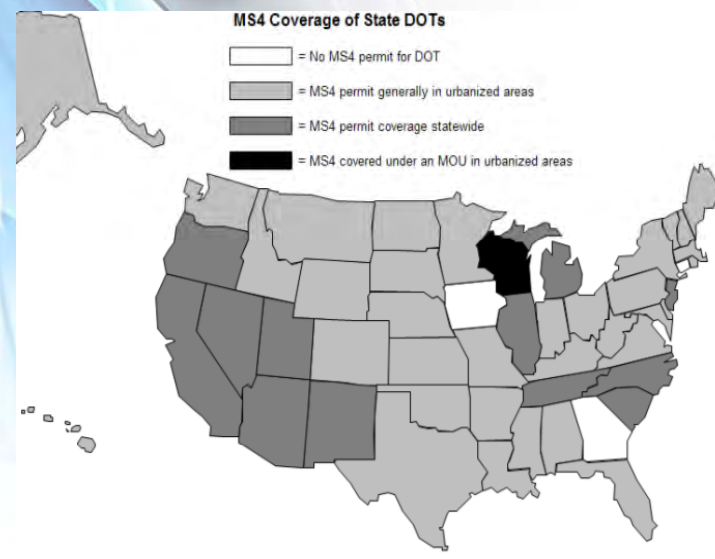 MS4 Coverage of State DOTs
= No MS4 permit for DOT
= MS4 permit generally in urbanized areas
= MS4 permit coverage statewide
= MS4 covered under an MOU in urbanized areas